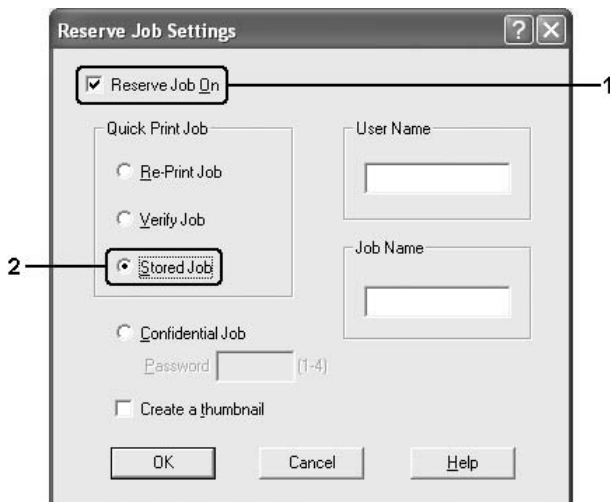 Reserve Job Settings
Reserve Job On
1
Quick Print Job
User Name
Re-Print Job
Verify Job
2
Stored Job
Job Name
Confidential Job
Password
(1-4)
Create a thumbnail
OK
Cancel
Help